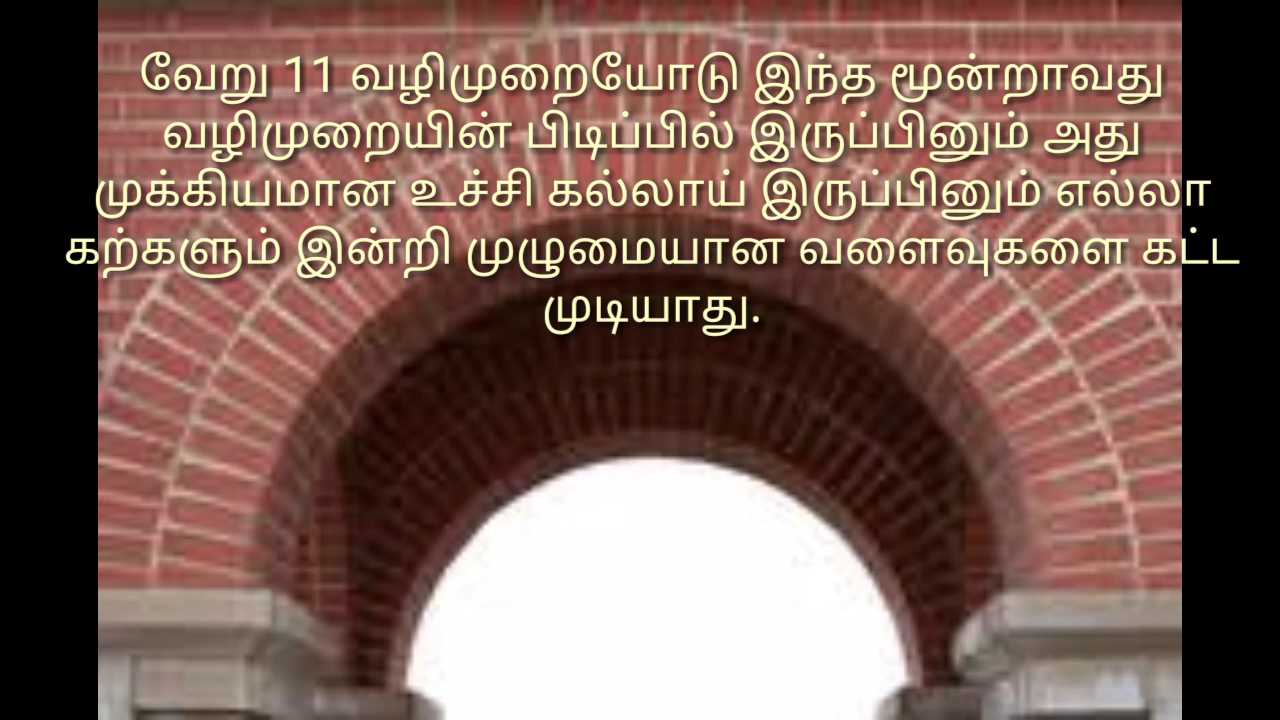 வேறு 11 வழிமுறையோடு இந்த மூன்றாவது
வழிமுறையின் பிடிப்பில் இருப்பினும் அது
முக்கியமான உச்சி கல்லாய் இருப்பினும் எல்லா
கற்களும் இன்றி முழுமையான வளைவுகளை கட்ட
முடியாது.